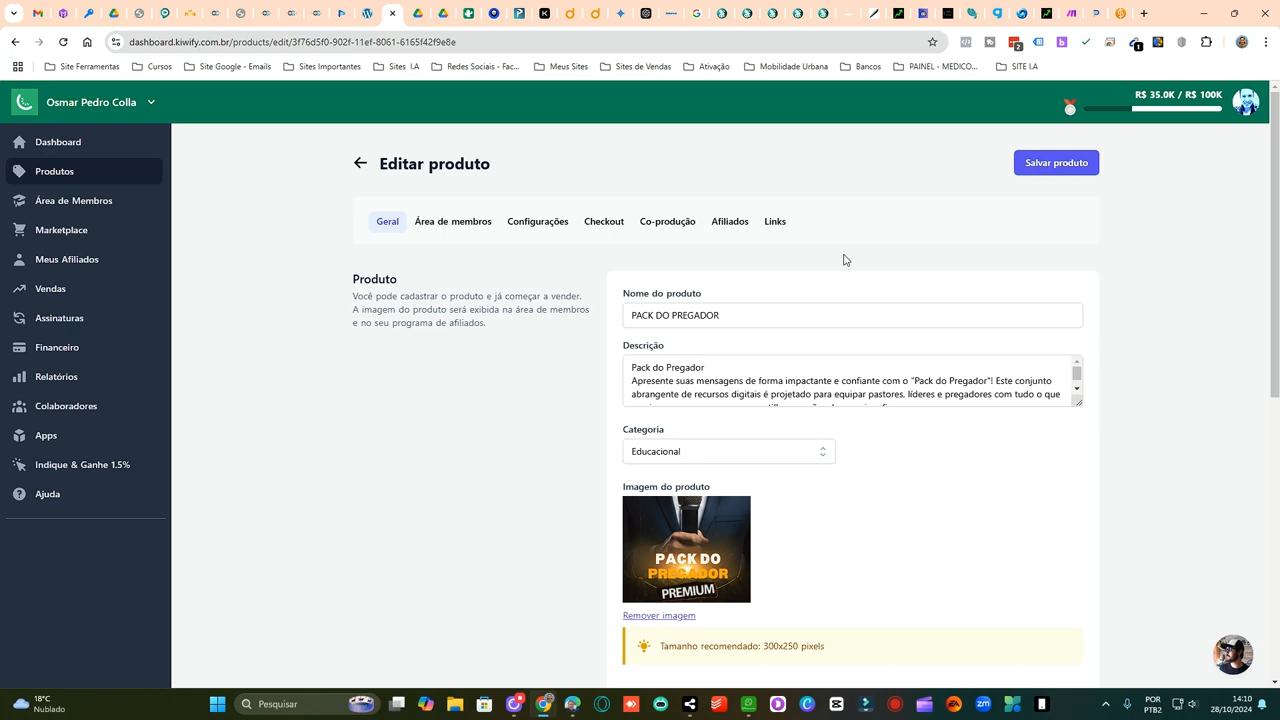 dashboard.kiwify.com.br/products/edit/3f76d5f0-902f-11ef-8061-6165f42f9e8e
Site Ferramentas
Cursos
Site Google - Emails
Sites Importantes
Sites I.A
Redes Sociais - Fac...
Meus Sites
Sites de Vendas
Ativação
Mobilidade Urbana
Bancos
PAINEL - MEDICO...
SITE I.A
Osmar Pedro Colla
R$ 35.0K / R$ 100K
Dashboard
Produtos
Área de Membros
Marketplace
Meus Afiliados
Vendas
Assinaturas
Financeiro
Relatórios
Colaboradores
Apps
Indique & Ganhe 1.5%
Ajuda
Editar produto
Salvar produto
Geral
Área de membros
Configurações
Checkout
Co-produção
Afiliados
Links
Produto
Você pode cadastrar o produto e já começar a vender.
A imagem do produto será exibida na área de membros
e no seu programa de afiliados.
Nome do produto
PACK DO PREGADOR
Descrição
Pack do Pregador
Apresente suas mensagens de forma impactante e confiante com o "Pack do Pregador"! Este conjunto
abrangente de recursos digitais é projetado para equipar pastores, líderes e pregadores com tudo o que
Categoria
Educacional
Imagem do produto
PACK DO
PREGADOR
PREMIUM
Remover imagem
Tamanho recomendado: 300x250 pixels
18°C
Nublado
Pesquisar
POR
PTB2
14:10
28/10/2024